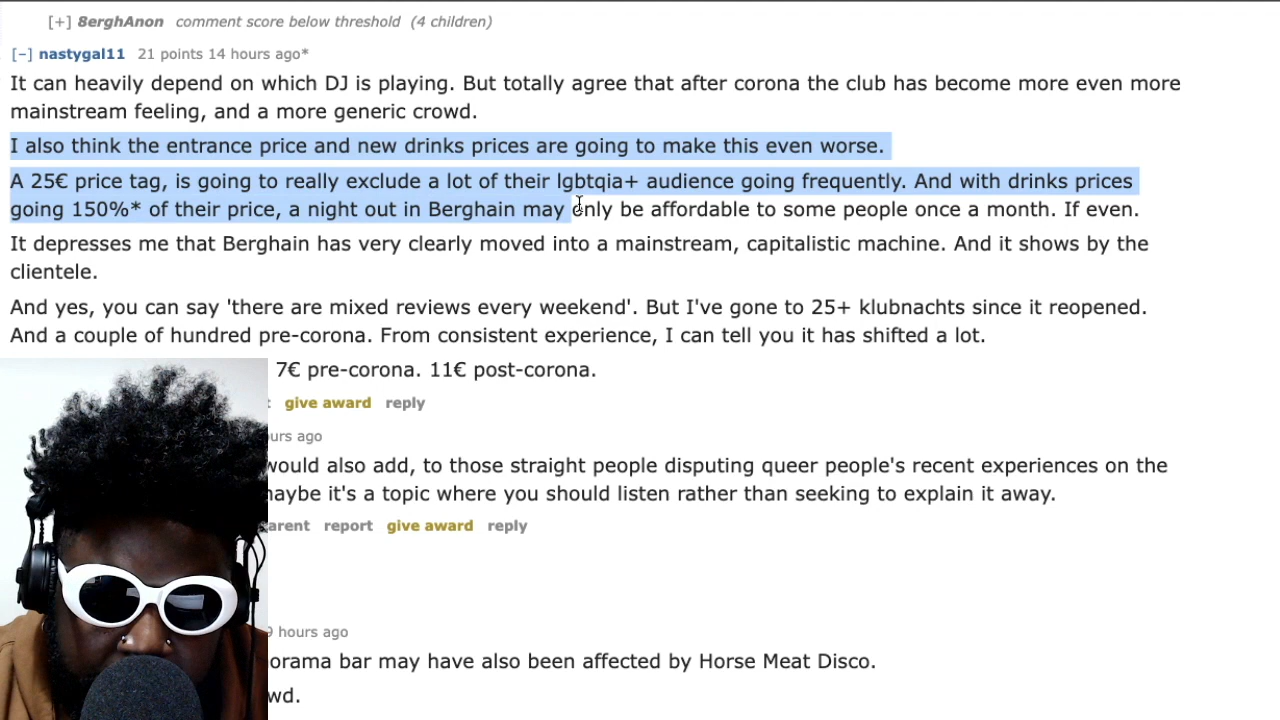 [+] 8erghAnon comment score below threshold (4 children)
[–] nastygal11 21 points 14 hours ago*
It can heavily depend on which DJ is playing. But totally agree that after corona the club has become more even more
mainstream feeling, and a more generic crowd.
I also think the entrance price and new drinks prices are going to make this even worse.
A 25€ price tag, is going to really exclude a lot of their lgbtqia+ audience going frequently. And with drinks prices
going 150%* of their price, a night out in Berghain may only be affordable to some people once a month. If even.
It depresses me that Berghain has very clearly moved into a mainstream, capitalistic machine. And it shows by the
clientele.
And yes, you can say 'there are mixed reviews every weekend'. But I've gone to 25+ klubnachts since it reopened.
And a couple of hundred pre-corona. From consistent experience, I can tell you it has shifted a lot.
7€ pre-corona. 11€ post-corona.
give award reply
ago
would also add, to those straight people disputing queer people's recent experiences on the
it's a topic where you should listen rather than seeking to explain it away.
report give award reply
hours ago
bar may have also been affected by Horse Meat Disco.